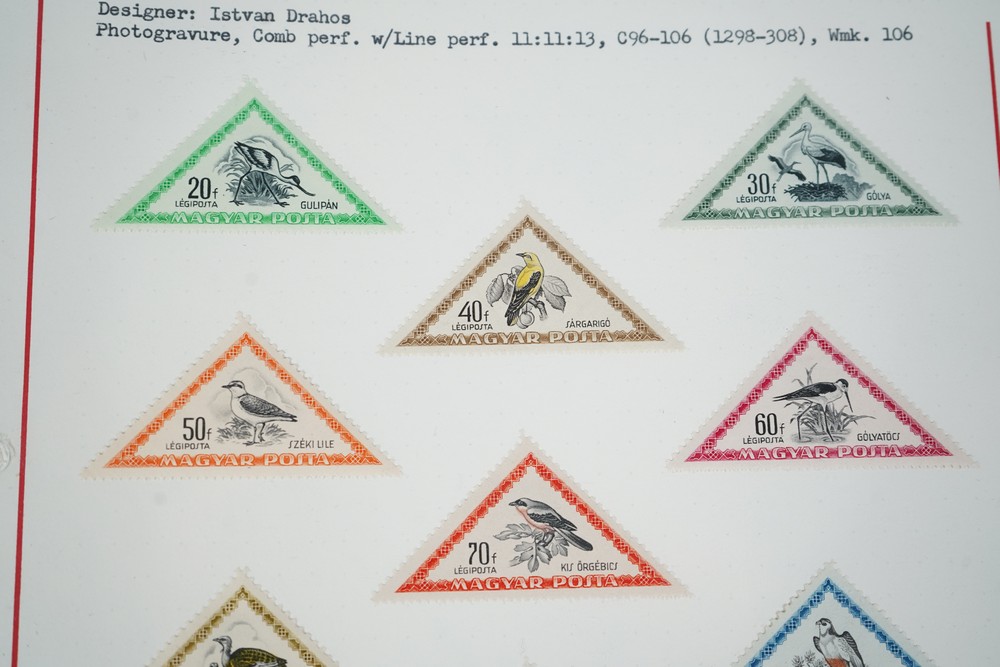 Designer: Istvan Drahos
Photogravure, Comb perf. w/Line perf. 11:11:13, C96-106 (1298-308), Wmk. 106
20f
LÉGIPOSTA
GULIPÁN
MAGYAR POSTA
30f
LÉGIPOSTA
GÓLYA
MAGYAR POSTA
40f
LÉGIPOSTA
SÁRGARIGÓ
MAGYAR POSTA
50f
LÉGIPOSTA
SZÉKI LILE
MAGYAR POSTA
60f
LÉGIPOSTA
GÓLYATÖCS
MAGYAR POSTA
70f
LÉGIPOSTA
KIS ŐRGÉBICS
MAGYAR POSTA